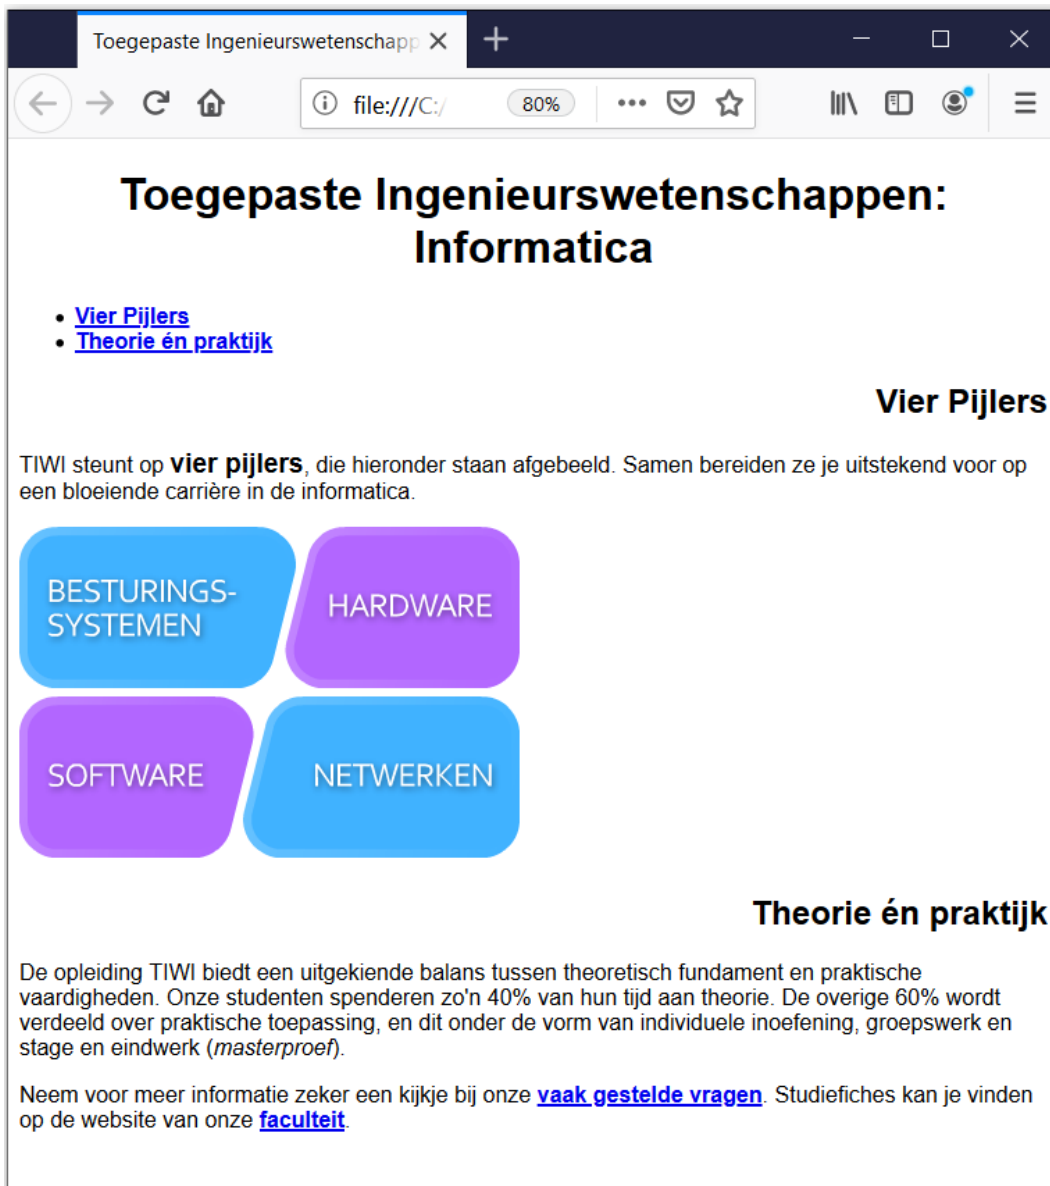 Toegepaste Ingenieurswetenschapp
file:///C:/ 80%
Toegepaste Ingenieurswetenschappen:
Informatica
• Vier Pijlers
• Theorie én praktijk
Vier Pijlers
TIWI steunt op vier pijlers, die hieronder staan afgebeeld. Samen bereiden ze je uitstekend voor op
een bloeiende carrière in de informatica.
BESTURINGS-
SYSTEMEN
HARDWARE
SOFTWARE
NETWERKEN
Theorie én praktijk
De opleiding TIWI biedt een uitgekiende balans tussen theoretisch fundament en praktische
vaardigheden. Onze studenten spenderen zo'n 40% van hun tijd aan theorie. De overige 60% wordt
verdeeld over praktische toepassing, en dit onder de vorm van individuele inoefening, groepswerk en
stage en eindwerk (masterproef).
Neem voor meer informatie zeker een kijkje bij onze vaak gestelde vragen. Studiefiches kan je vinden
op de website van onze faculteit.